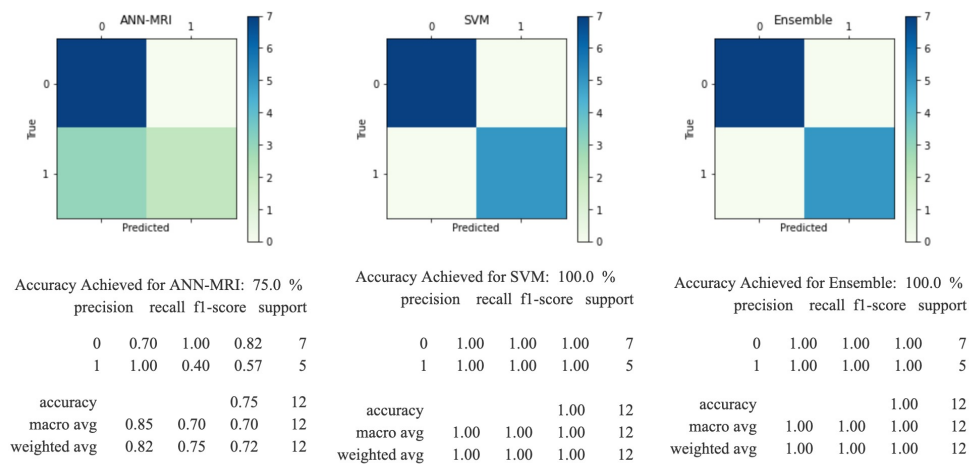 ANN-MRI
0 1
0
1
True
Predicted
7
6
5
4
3
2
1
0
Accuracy Achieved for ANN-MRI: 75.0 %
precision recall f1-score support
0 0.70 1.00 0.82 7
1 1.00 0.40 0.57 5
accuracy 0.75 12
macro avg 0.85 0.70 0.70 12
weighted avg 0.82 0.75 0.72 12
SVM
0 1
0
1
True
Predicted
7
6
5
4
3
2
1
0
Accuracy Achieved for SVM: 100.0 %
precision recall f1-score support
0 1.00 1.00 1.00 7
1 1.00 1.00 1.00 5
accuracy 1.00 12
macro avg 1.00 1.00 1.00 12
weighted avg 1.00 1.00 1.00 12
Ensemble
0 1
0
1
True
Predicted
7
6
5
4
3
2
1
0
Accuracy Achieved for Ensemble: 100.0 %
precision recall f1-score support
0 1.00 1.00 1.00 7
1 1.00 1.00 1.00 5
accuracy 1.00 12
macro avg 1.00 1.00 1.00 12
weighted avg 1.00 1.00 1.00 12